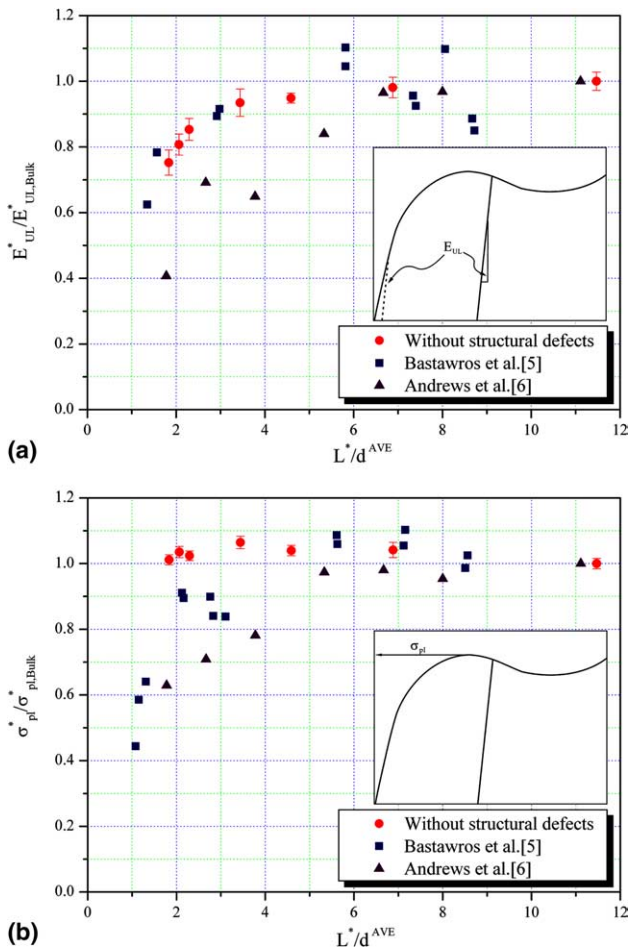 1.2
1.0
0.8
0.6
0.4
0.2
0.0
E*UL/E*UL,Bulk
EUL
Without structural defects
Bastawros et al.[5]
Andrews et al.[6]
0 2 4 6 8 10 12
L*/dAVE
(a)
1.2
1.0
0.8
0.6
0.4
0.2
0.0
σ*pl/σ*pl,Bulk
σpl
Without structural defects
Bastawros et al.[5]
Andrews et al.[6]
0 2 4 6 8 10 12
L*/dAVE
(b)